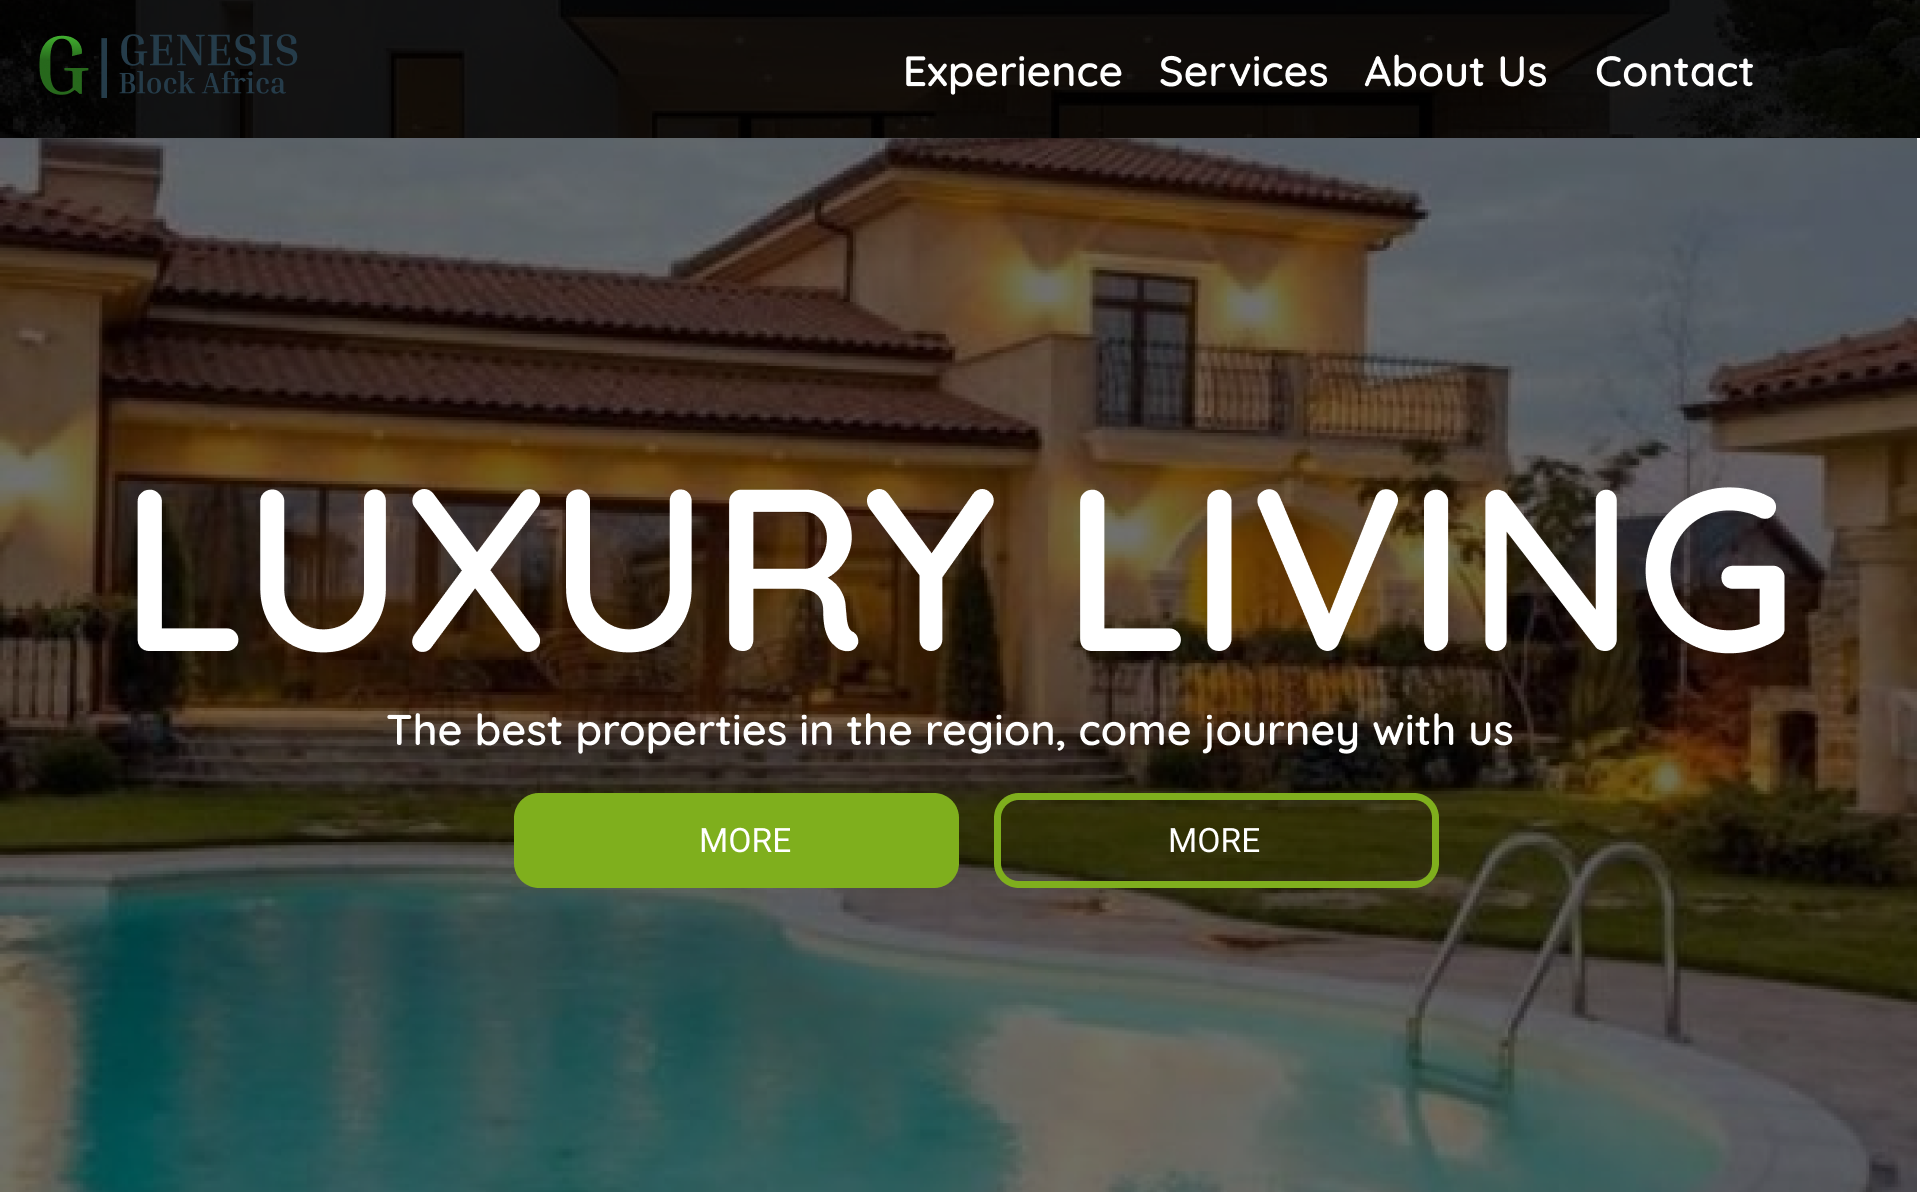 G | GENESIS
Block Africa
Experience Services About Us Contact
LUXURY LIVING
The best properties in the region, come journey with us
MORE MORE